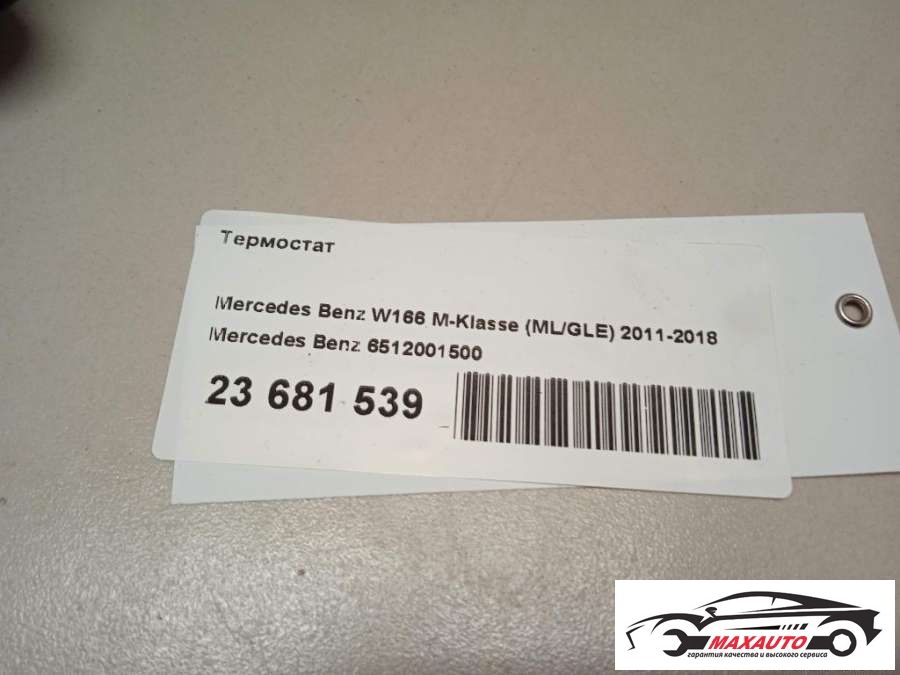 Термостат
Mercedes Benz W166 M-Klasse (ML/GLE) 2011-2018
Mercedes Benz 6512001500
23 681 539
MAXAUTO
гарантия качества и высокого сервиса